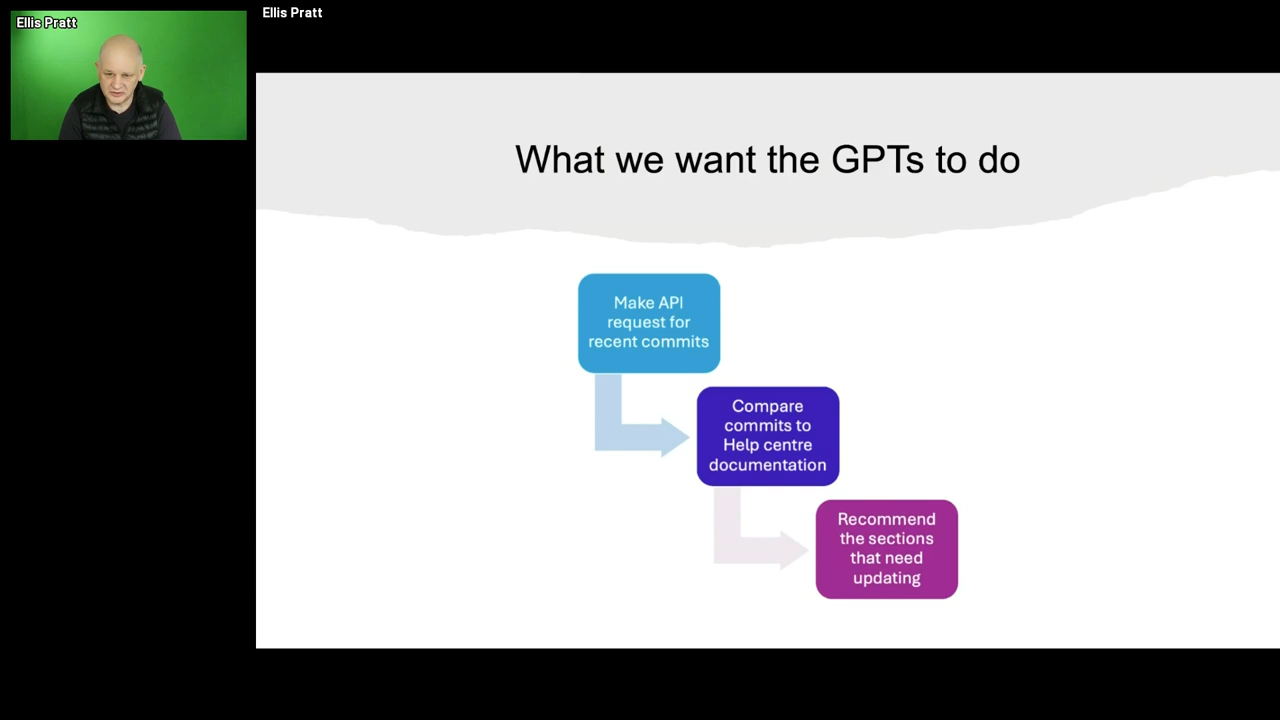 Ellis Pratt
Ellis Pratt
What we want the GPTs to do
Make API
request for
recent commits
Compare
commits to
Help centre
documentation
Recommend
the sections
that need
updating